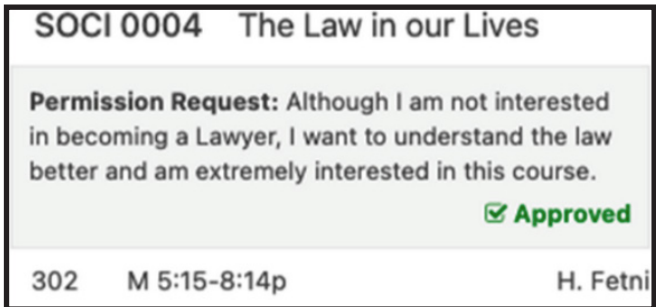 SOCI 0004 The Law in our Lives
Permission Request: Although I am not interested
in becoming a Lawyer, I want to understand the law
better and am extremely interested in this course.
Approved
302 M 5:15-8:14p H. Fetni